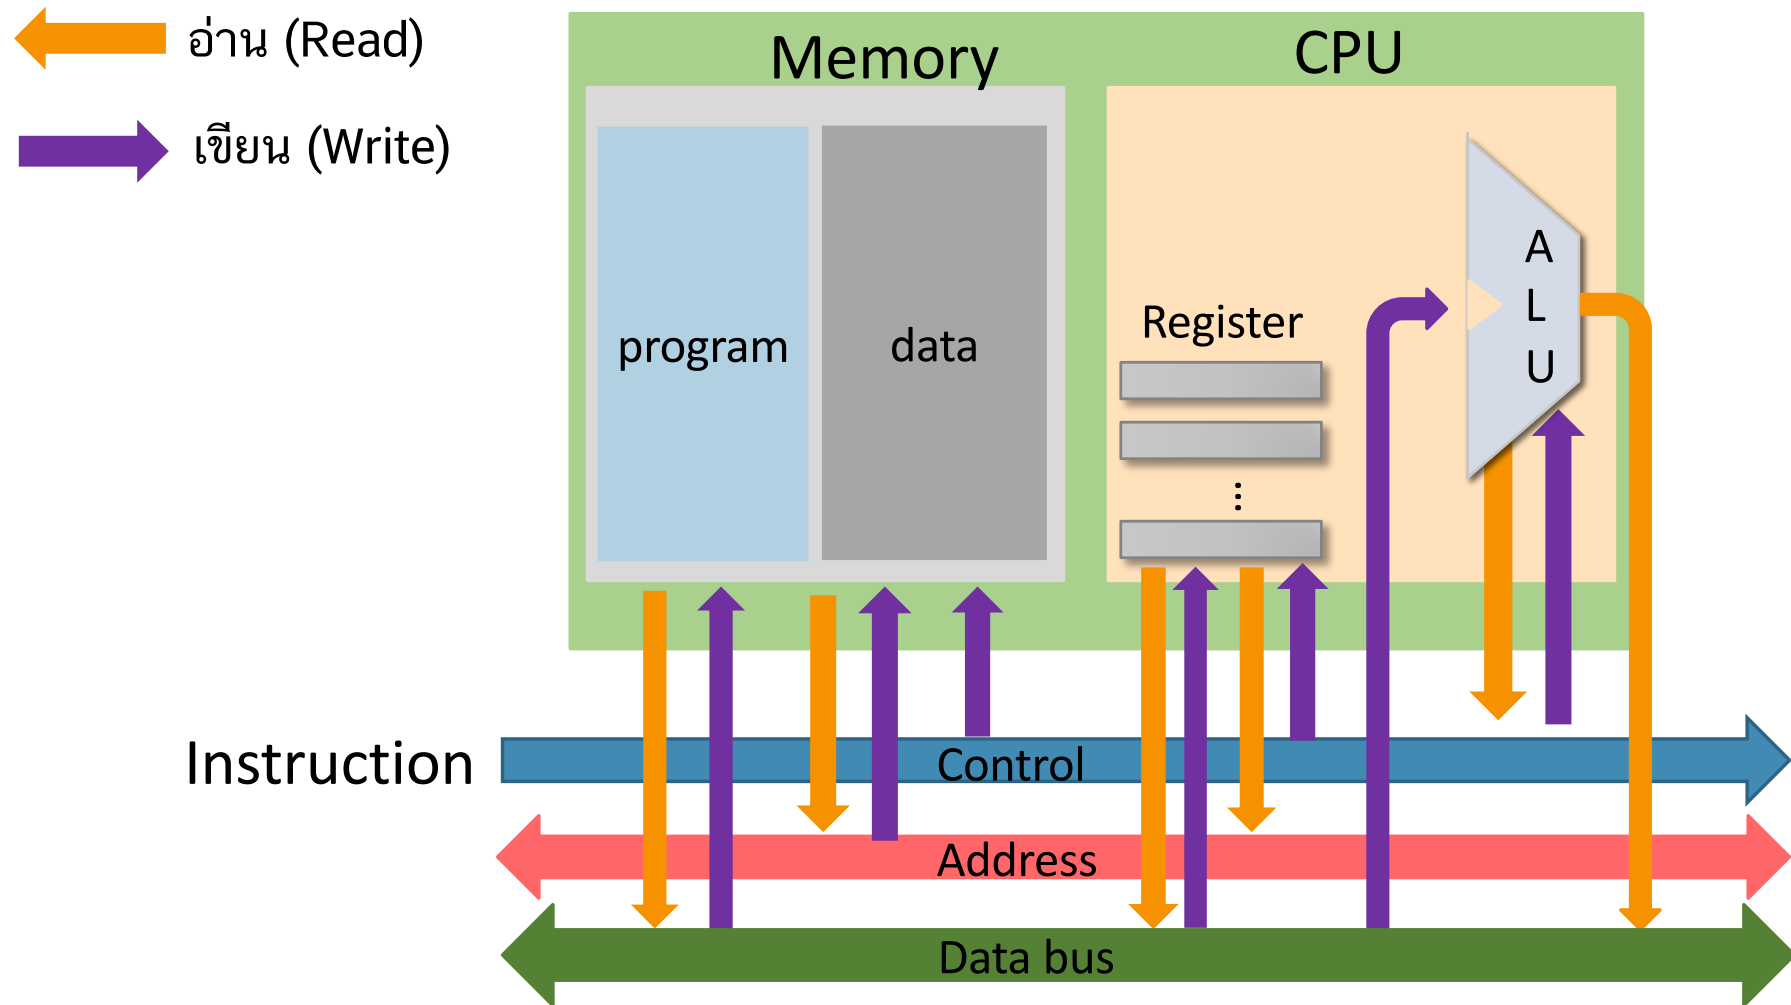 อ่าน (Read)
เขียน (Write)
Memory
CPU
program
data
Register
...
A
L
U
Instruction
Control
Address
Data bus